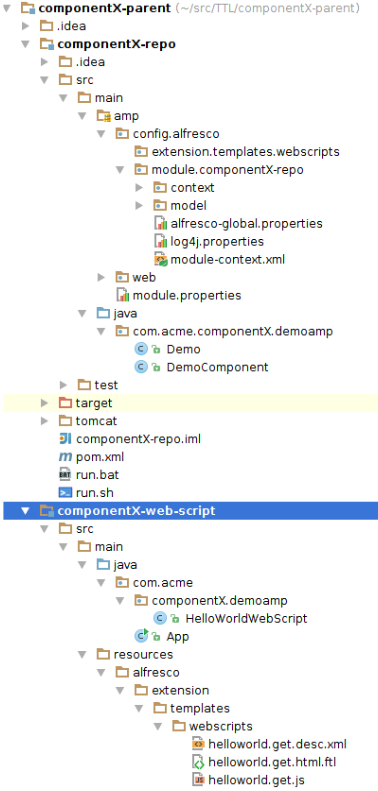 componentX-parent (~/src/TTL/componentX-parent)
.idea
componentX-repo
.idea
src
main
amp
config.alfresco
extension.templates.webscripts
module.componentX-repo
context
model
alfresco-global.properties
log4j.properties
module-context.xml
web
module.properties
java
com.acme.componentX.demoamp
Demo
DemoComponent
test
target
tomcat
componentX-repo.iml
pom.xml
run.bat
run.sh
componentX-web-script
src
main
java
com.acme
componentX.demoamp
HelloWorldWebScript
App
resources
alfresco
extension
templates
webscripts
helloworld.get.desc.xml
helloworld.get.html.ftl
helloworld.get.js